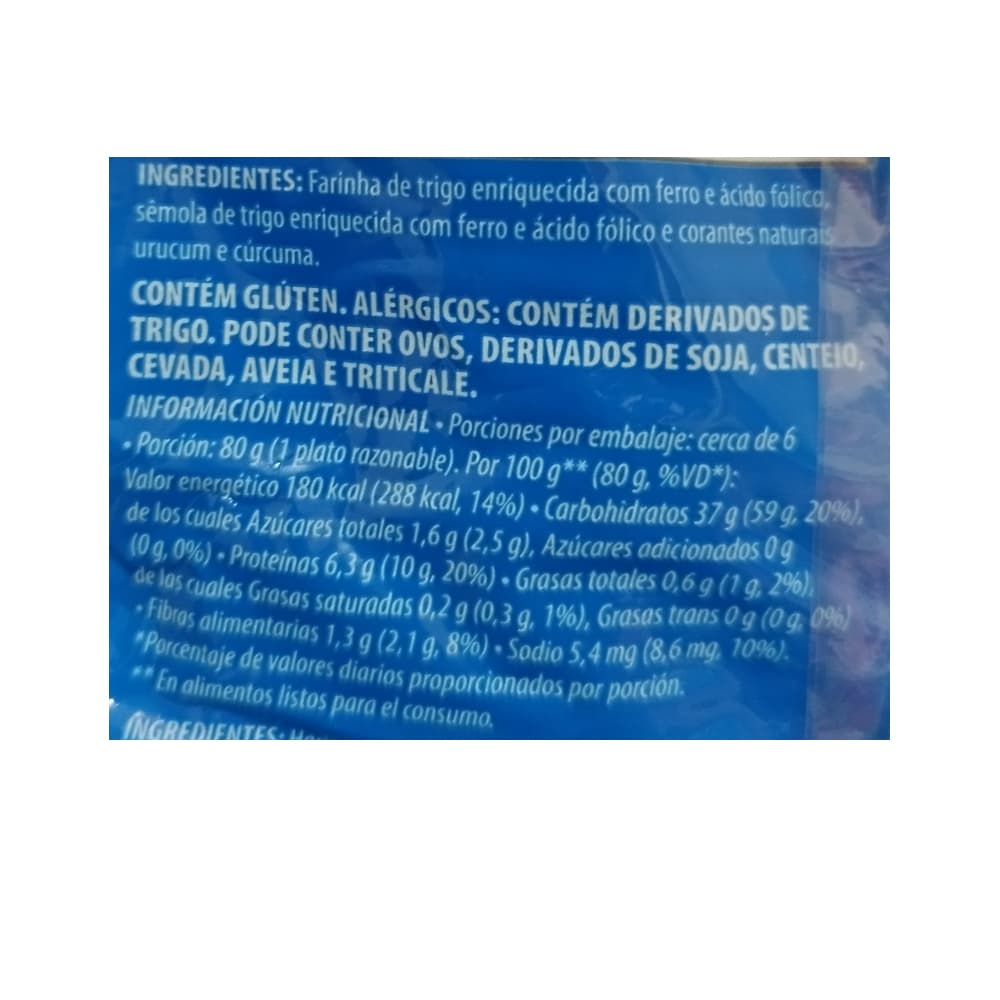 INGREDIENTES: Farinha de trigo enriquecida com ferro e ácido fólico,
sêmola de trigo enriquecida com ferro e ácido fólico e corantes naturais
urucum e cúrcuma.
CONTÉM GLÚTEN. ALÉRGICOS: CONTÉM DERIVADOS DE
TRIGO. PODE CONTER OVOS, DERIVADOS DE SOJA, CENTEIO,
CEVADA, AVEIA E TRITICALE.
INFORMACIÓN NUTRICIONAL • Porciones por embalaje: cerca de 6
• Porción: 80 g (1 plato razonable). Por 100 g** (80 g, %VD*):
Valor energético 180 kcal (288 kcal, 14%) • Carbohidratos 37 g (59 g, 20%),
de los cuales Azúcares totales 1,6 g (2,5 g), Azúcares adicionados 0 g
(0 g, 0%) • Proteínas 6,3 g (10 g, 20%) • Grasas totales 0,6 g (1 g, 2%),
de las cuales Grasas saturadas 0,2 g (0,3 g, 1%), Grasas trans 0 g (0 g, 0%)
• Fibras alimentarias 1,3 g (2,1 g, 8%) • Sodio 5,4 mg (8,6 mg, 10%).
*Porcentaje de valores diarios proporcionados por porción.
** En alimentos listos para el consumo.
INGREDIENTES: